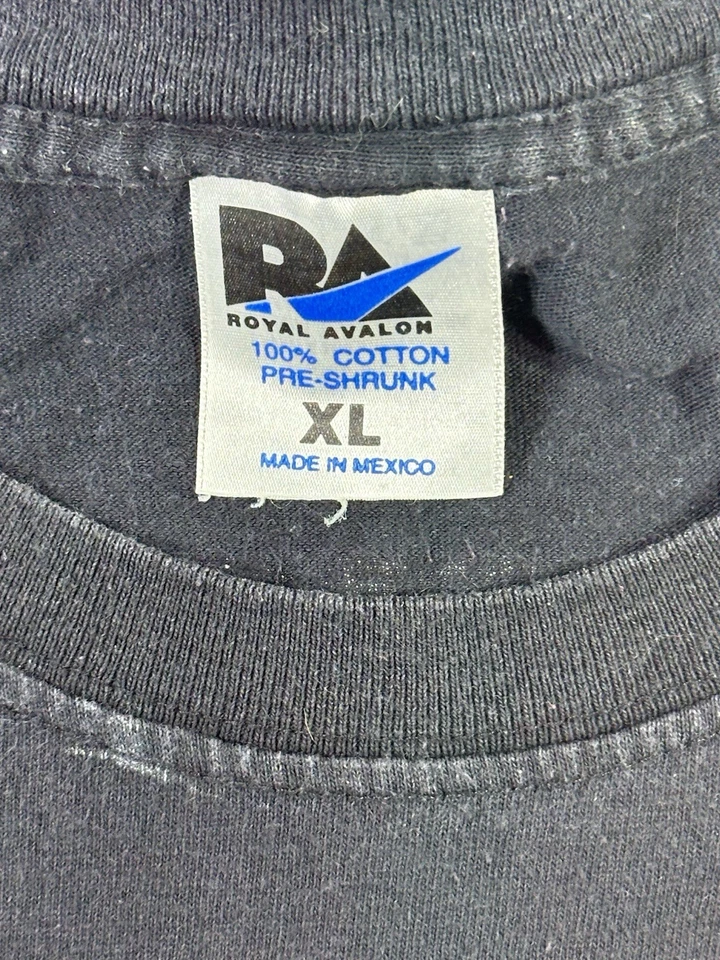 RA
ROYAL AVALON
100% COTTON
PRE-SHRUNK
XL
MADE IN MEXICO